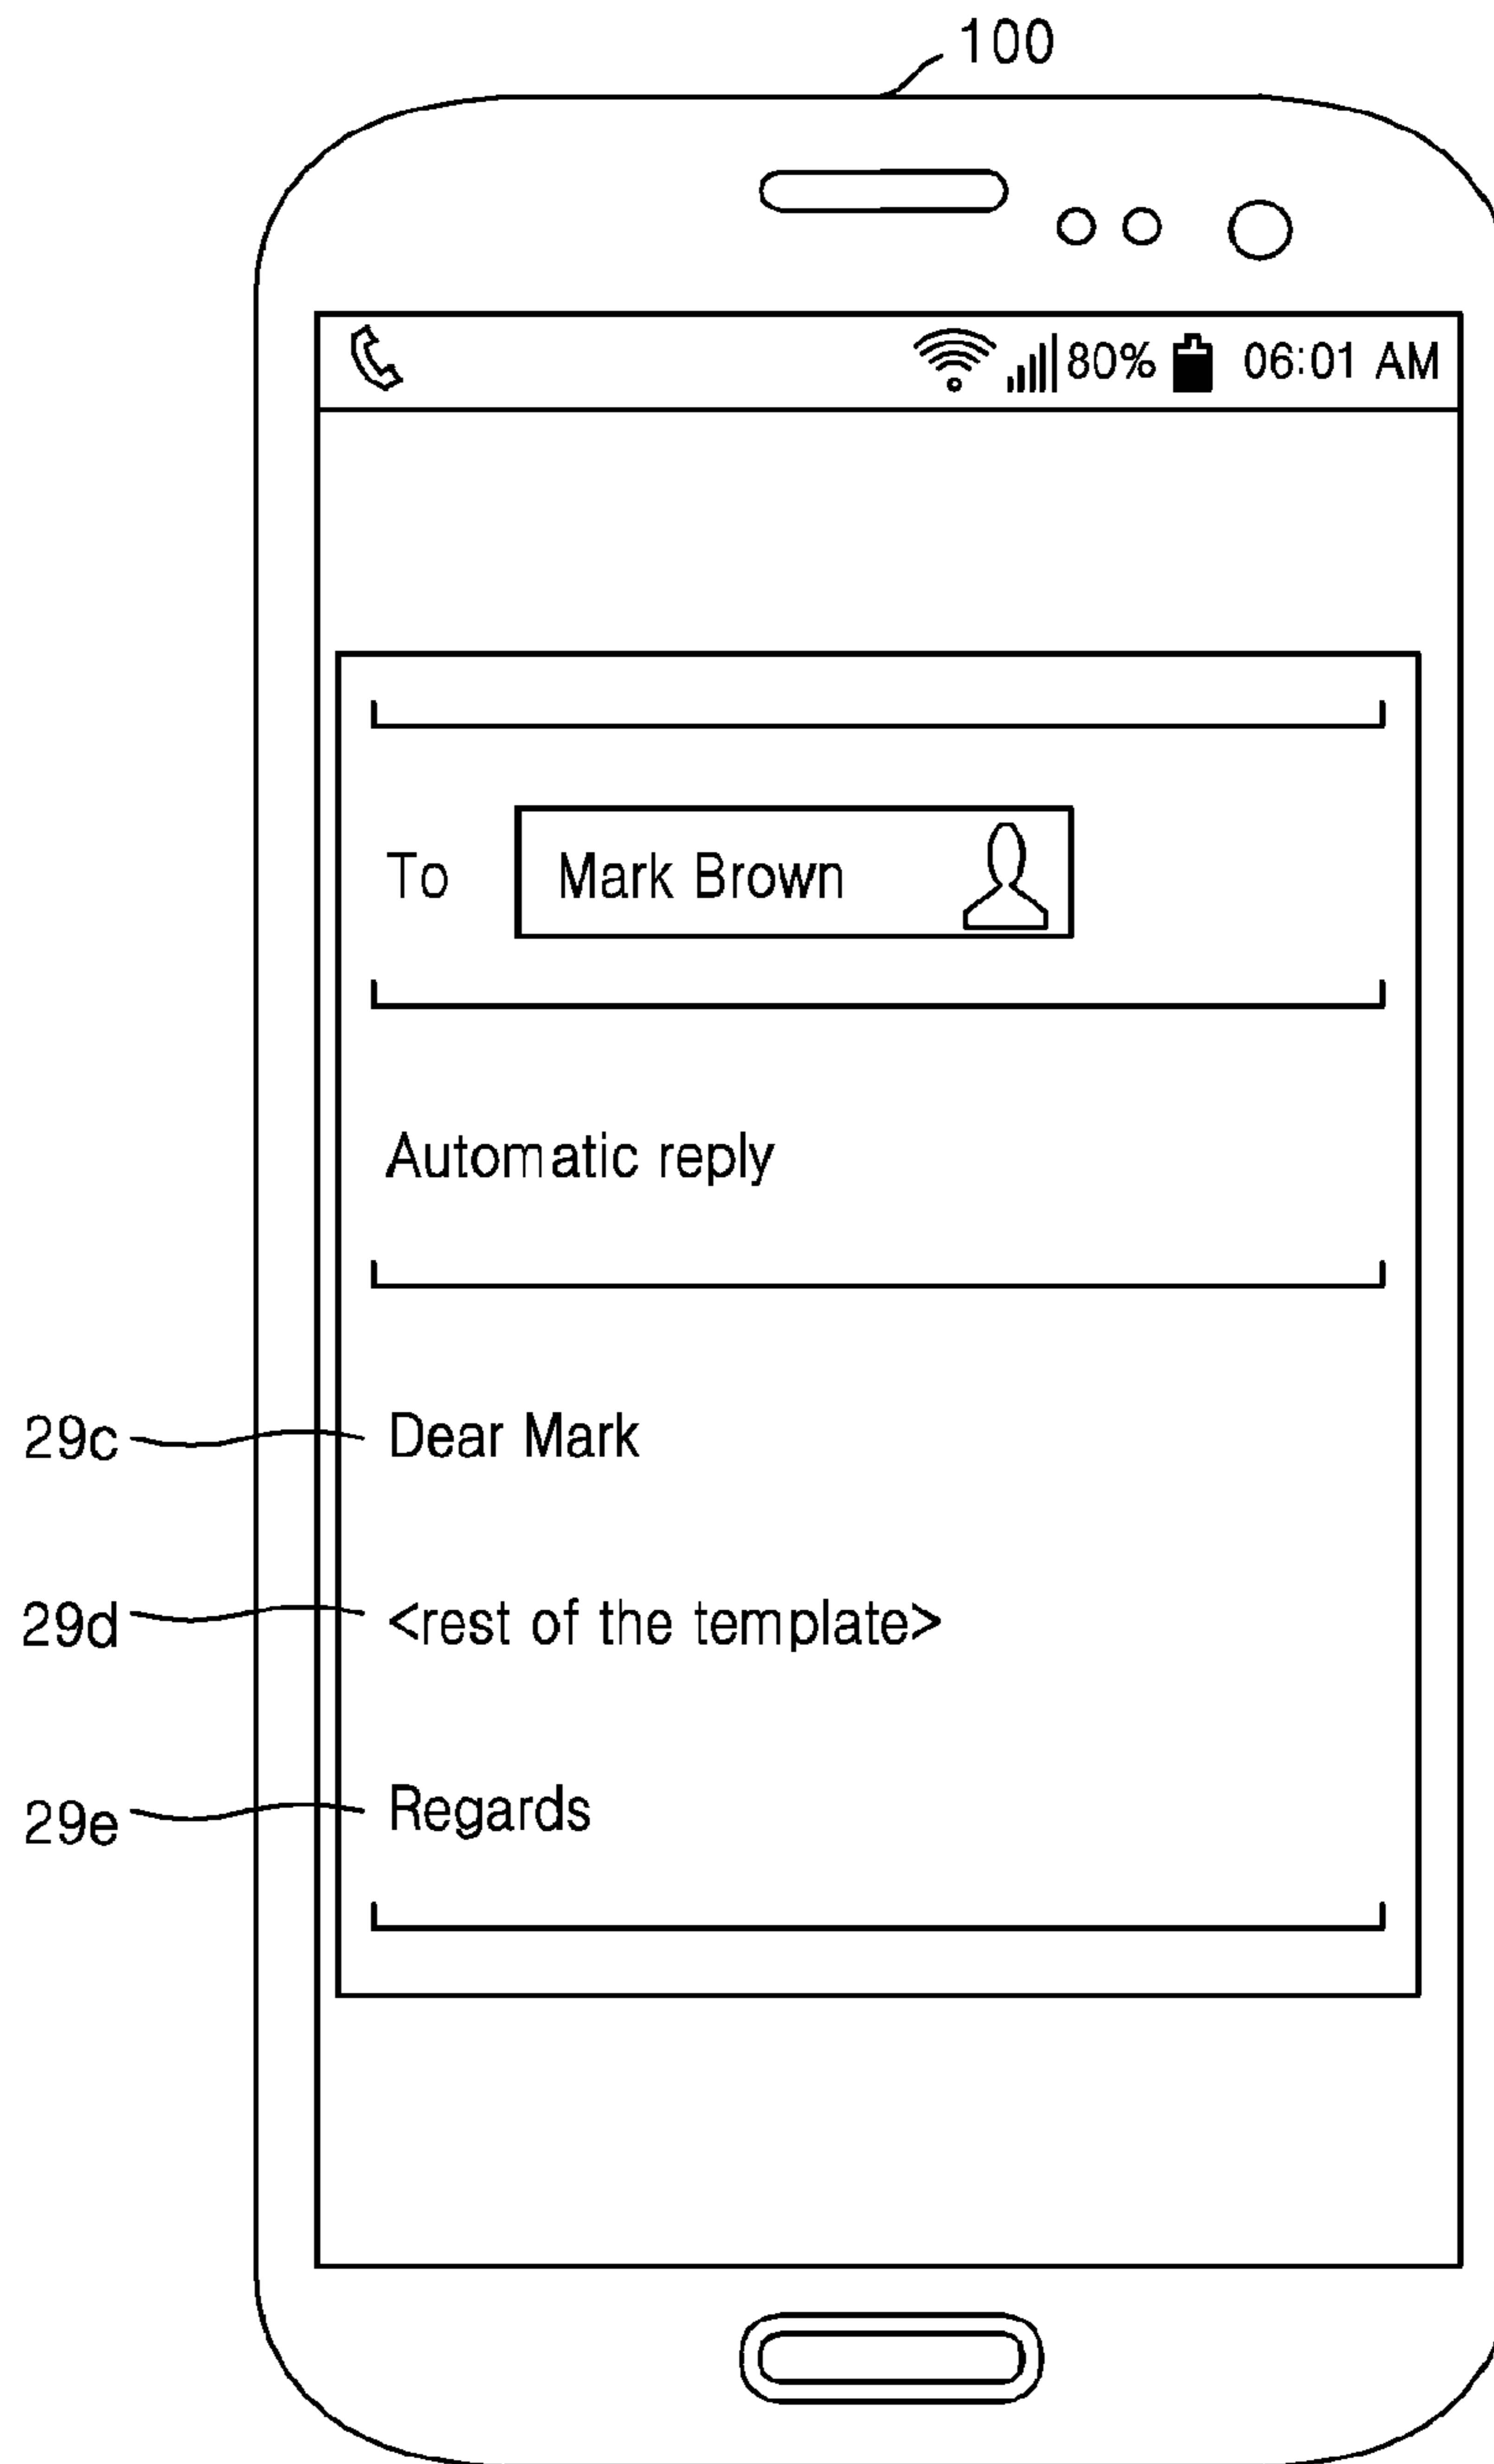 100
80% 06:01 AM
To Mark Brown
Automatic reply
29c Dear Mark
29d <rest of the template>
29e Regards